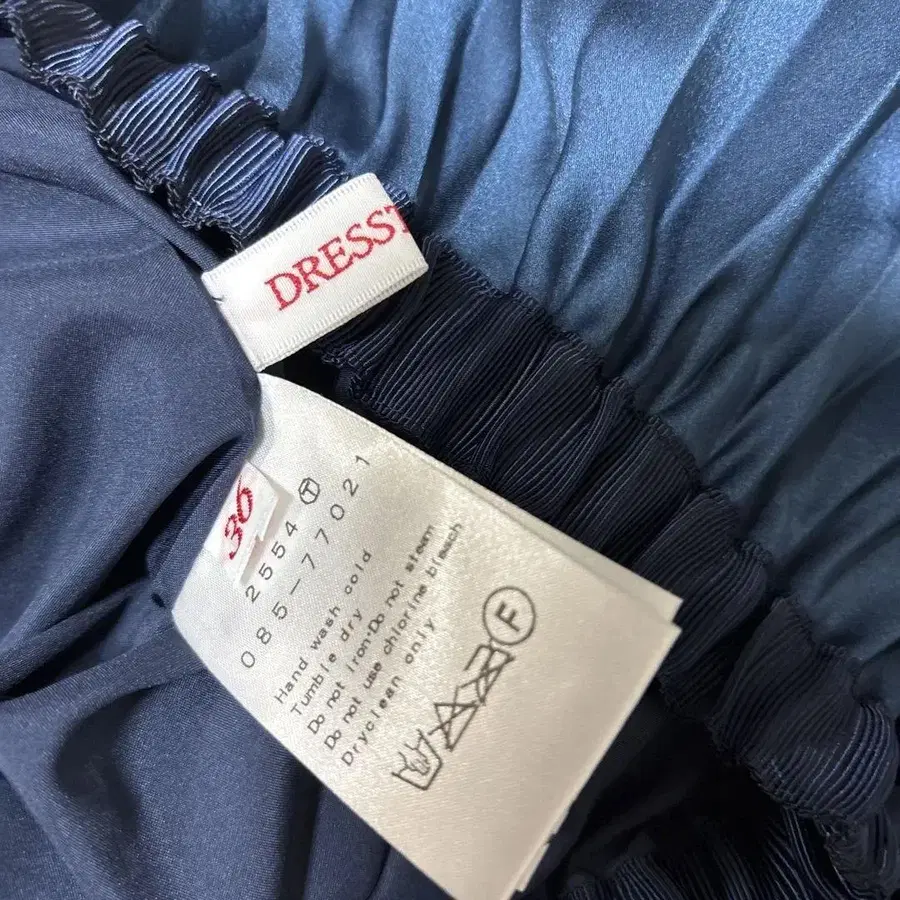 DRESST
36
2554 Ⓣ
085-77021
Hand wash cold
Tumble dry
Do not iron·Do not steam
Do not use chlorine bleach
Dryclean only
F